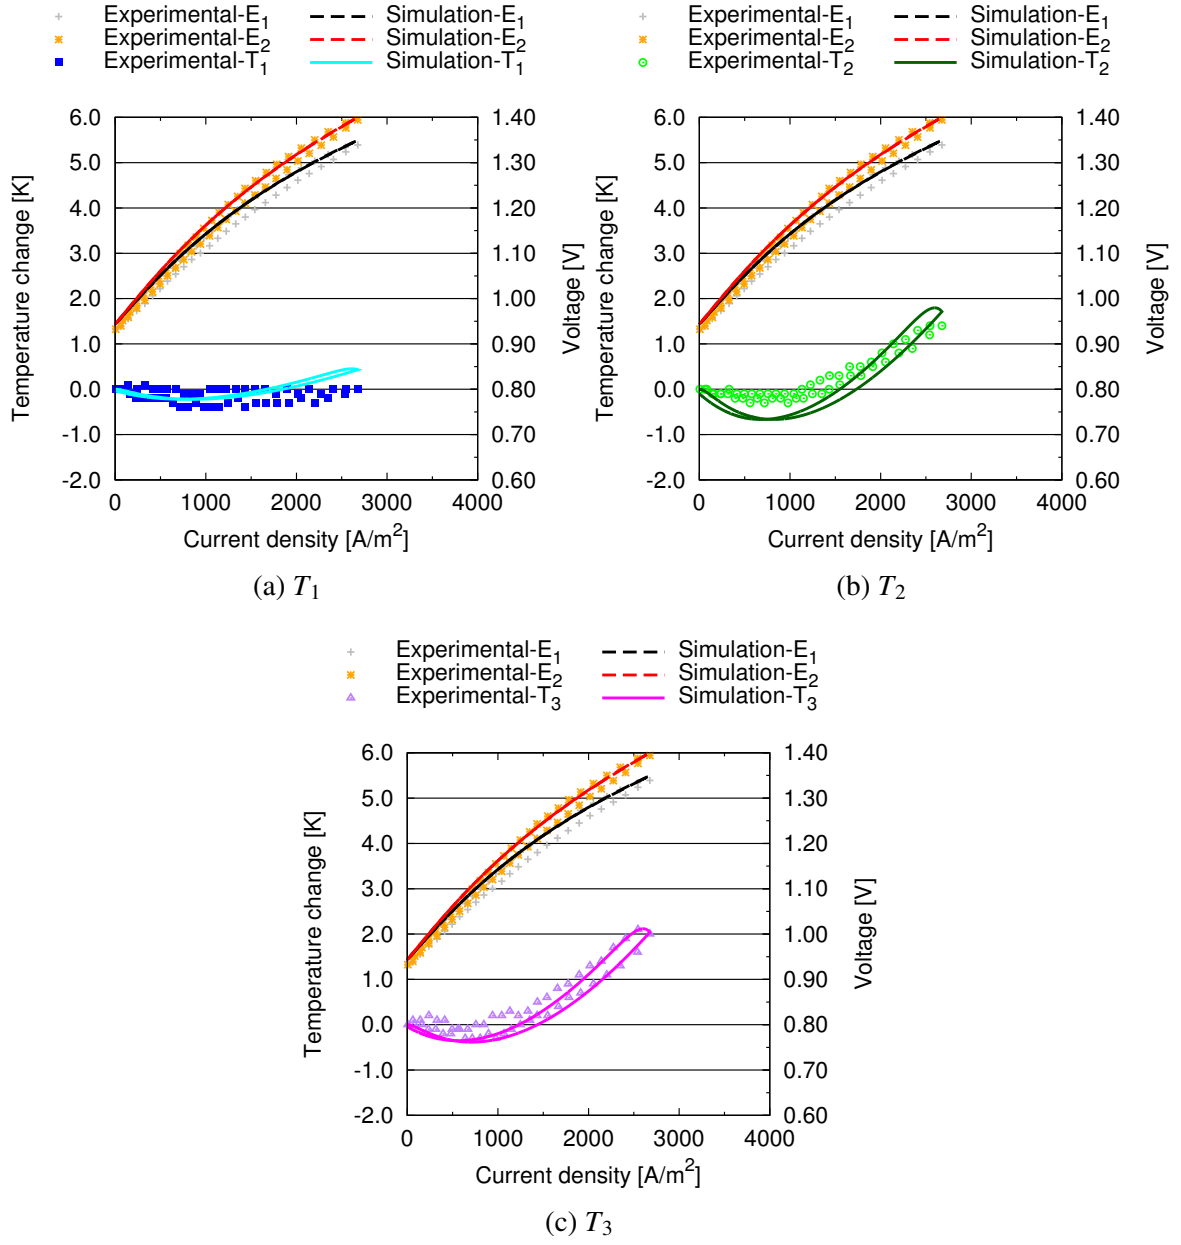 Experimental-E1 Simulation-E1
Experimental-E2 Simulation-E2
Experimental-T1 Simulation-T1
6.0
5.0
4.0
3.0
2.0
1.0
0.0
-1.0
-2.0
Temperature change [K]
1.40
1.30
1.20
1.10
1.00
0.90
0.80
0.70
0.60
Voltage [V]
0 1000 2000 3000 4000
Current density [A/m2]
(a) T1
Experimental-E1 Simulation-E1
Experimental-E2 Simulation-E2
Experimental-T2 Simulation-T2
6.0
5.0
4.0
3.0
2.0
1.0
0.0
-1.0
-2.0
Temperature change [K]
1.40
1.30
1.20
1.10
1.00
0.90
0.80
0.70
0.60
Voltage [V]
0 1000 2000 3000 4000
Current density [A/m2]
(b) T2
Experimental-E1 Simulation-E1
Experimental-E2 Simulation-E2
Experimental-T3 Simulation-T3
6.0
5.0
4.0
3.0
2.0
1.0
0.0
-1.0
-2.0
Temperature change [K]
1.40
1.30
1.20
1.10
1.00
0.90
0.80
0.70
0.60
Voltage [V]
0 1000 2000 3000 4000
Current density [A/m2]
(c) T3